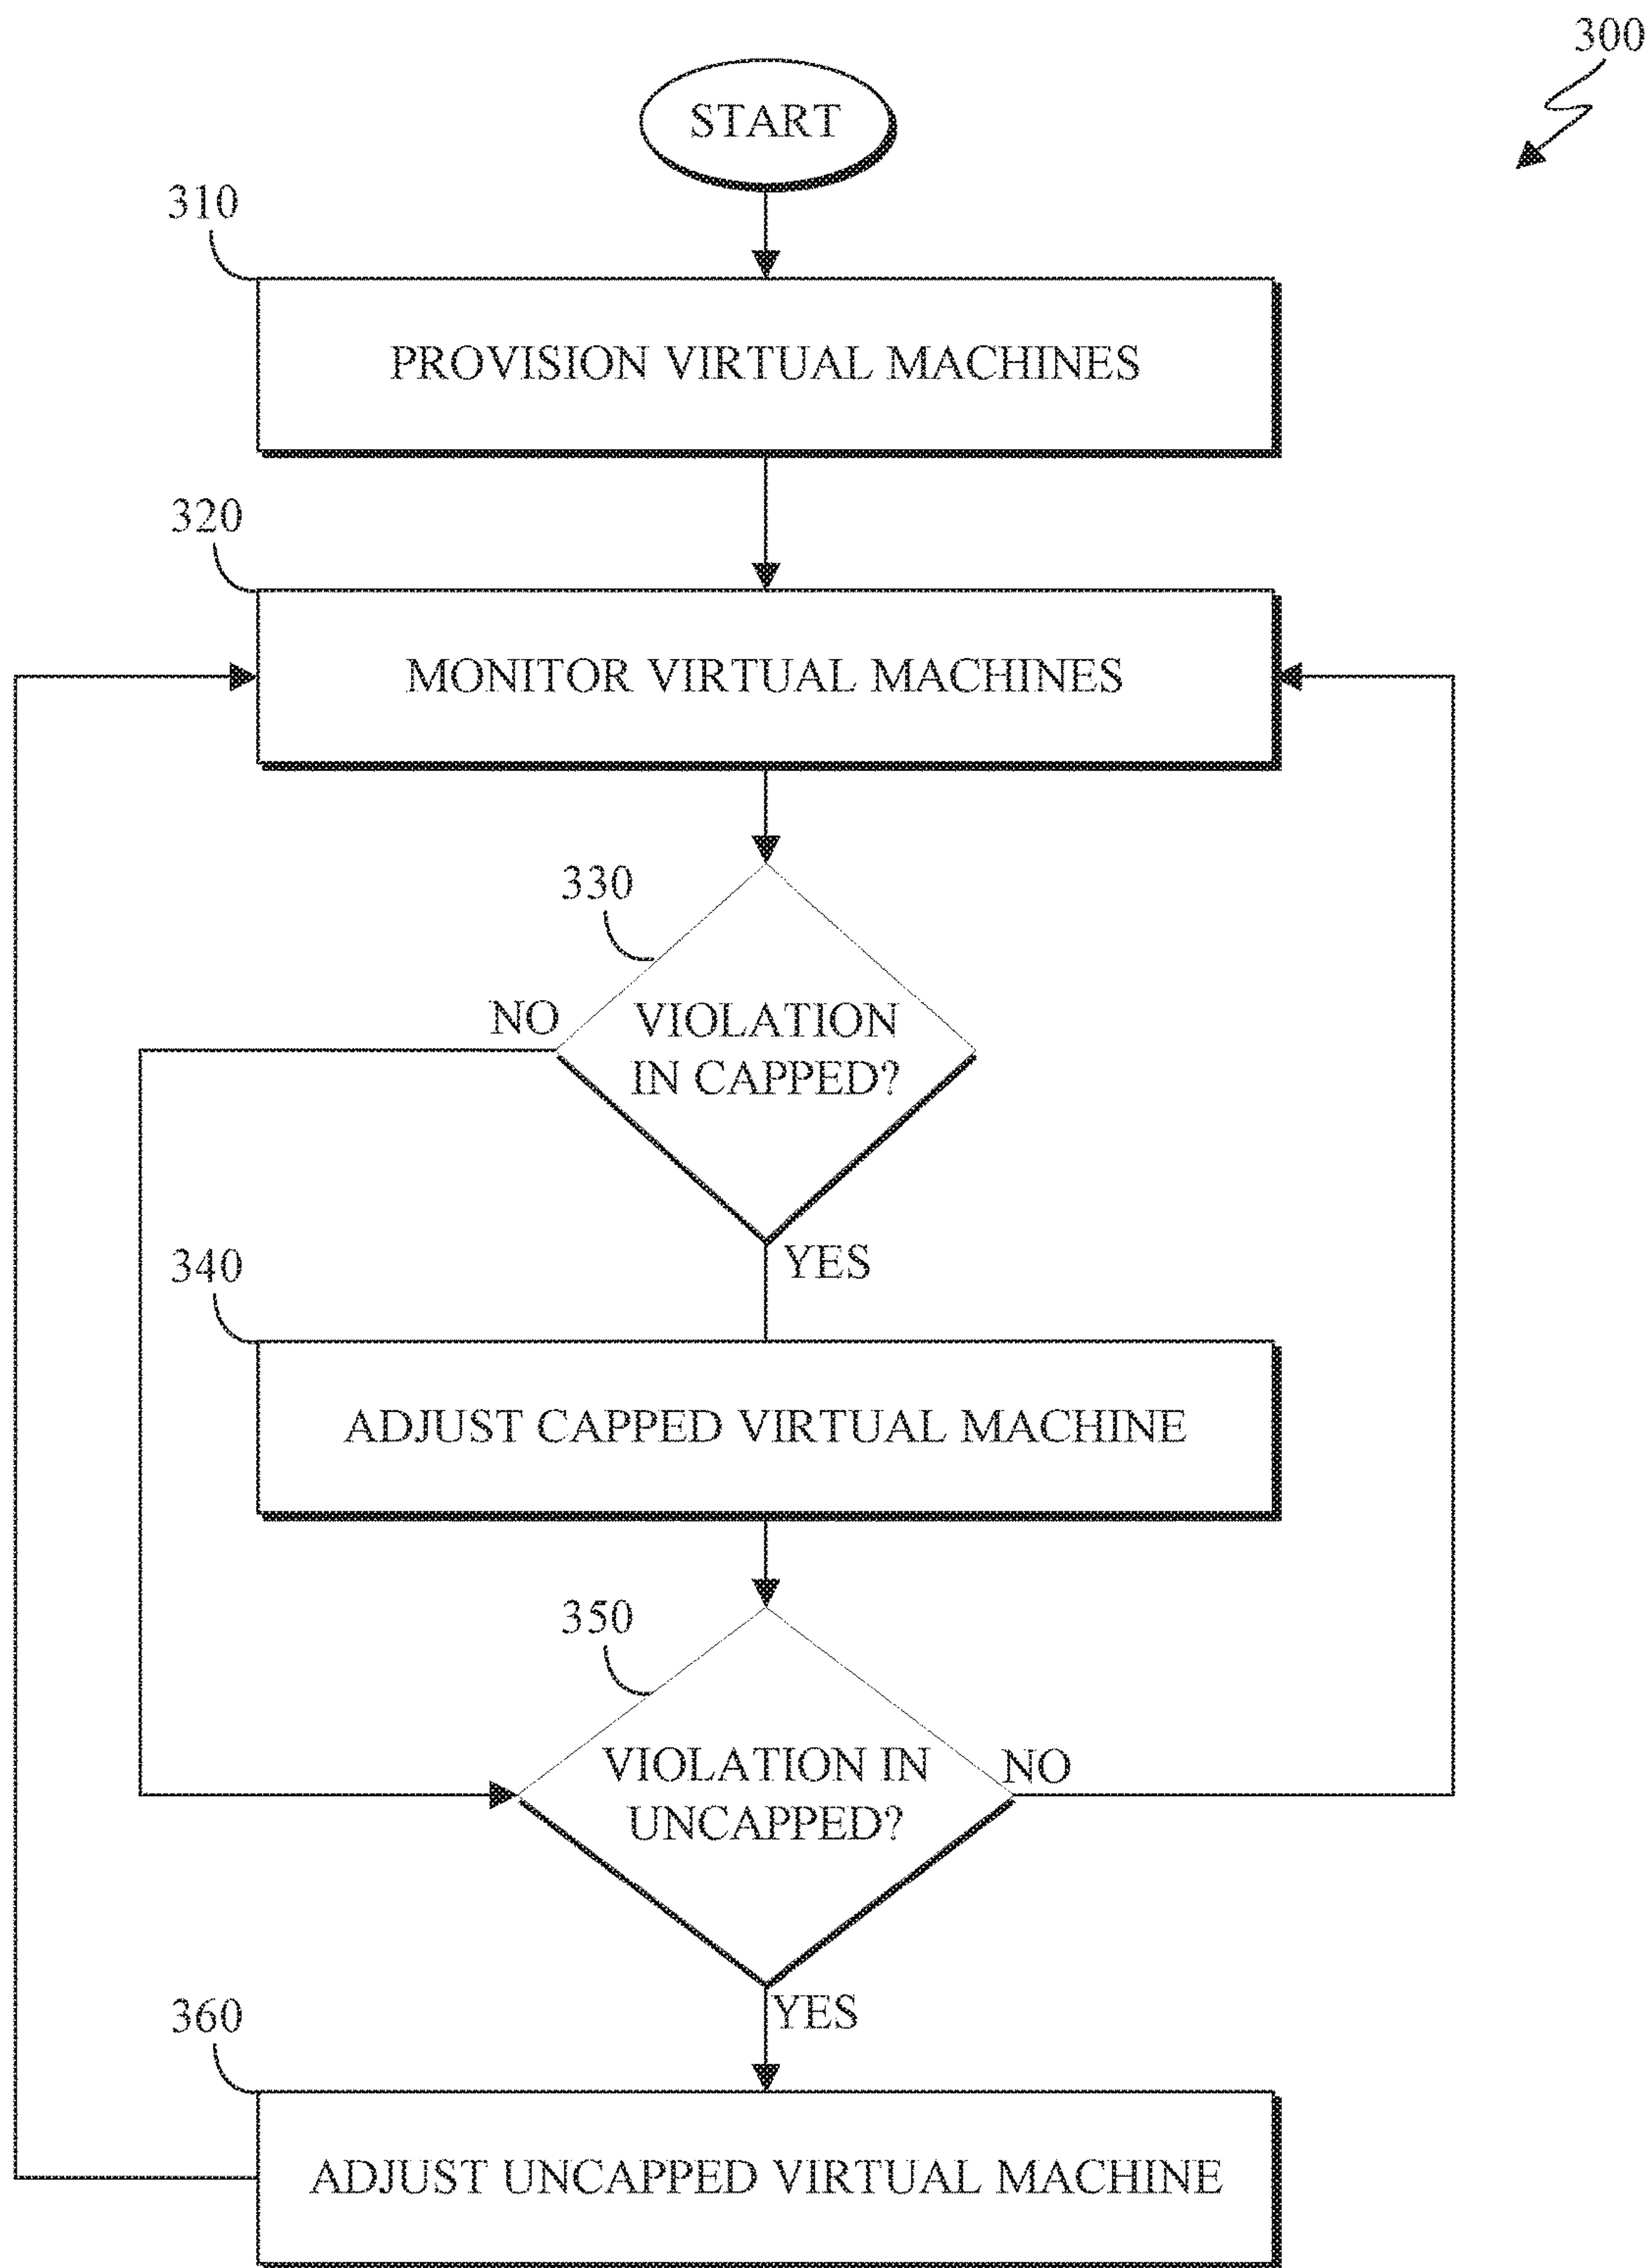 300
START
310
PROVISION VIRTUAL MACHINES
320
MONITOR VIRTUAL MACHINES
330
NO
VIOLATION
IN CAPPED?
YES
340
ADJUST CAPPED VIRTUAL MACHINE
350
VIOLATION IN
UNCAPPED?
NO
YES
360
ADJUST UNCAPPED VIRTUAL MACHINE